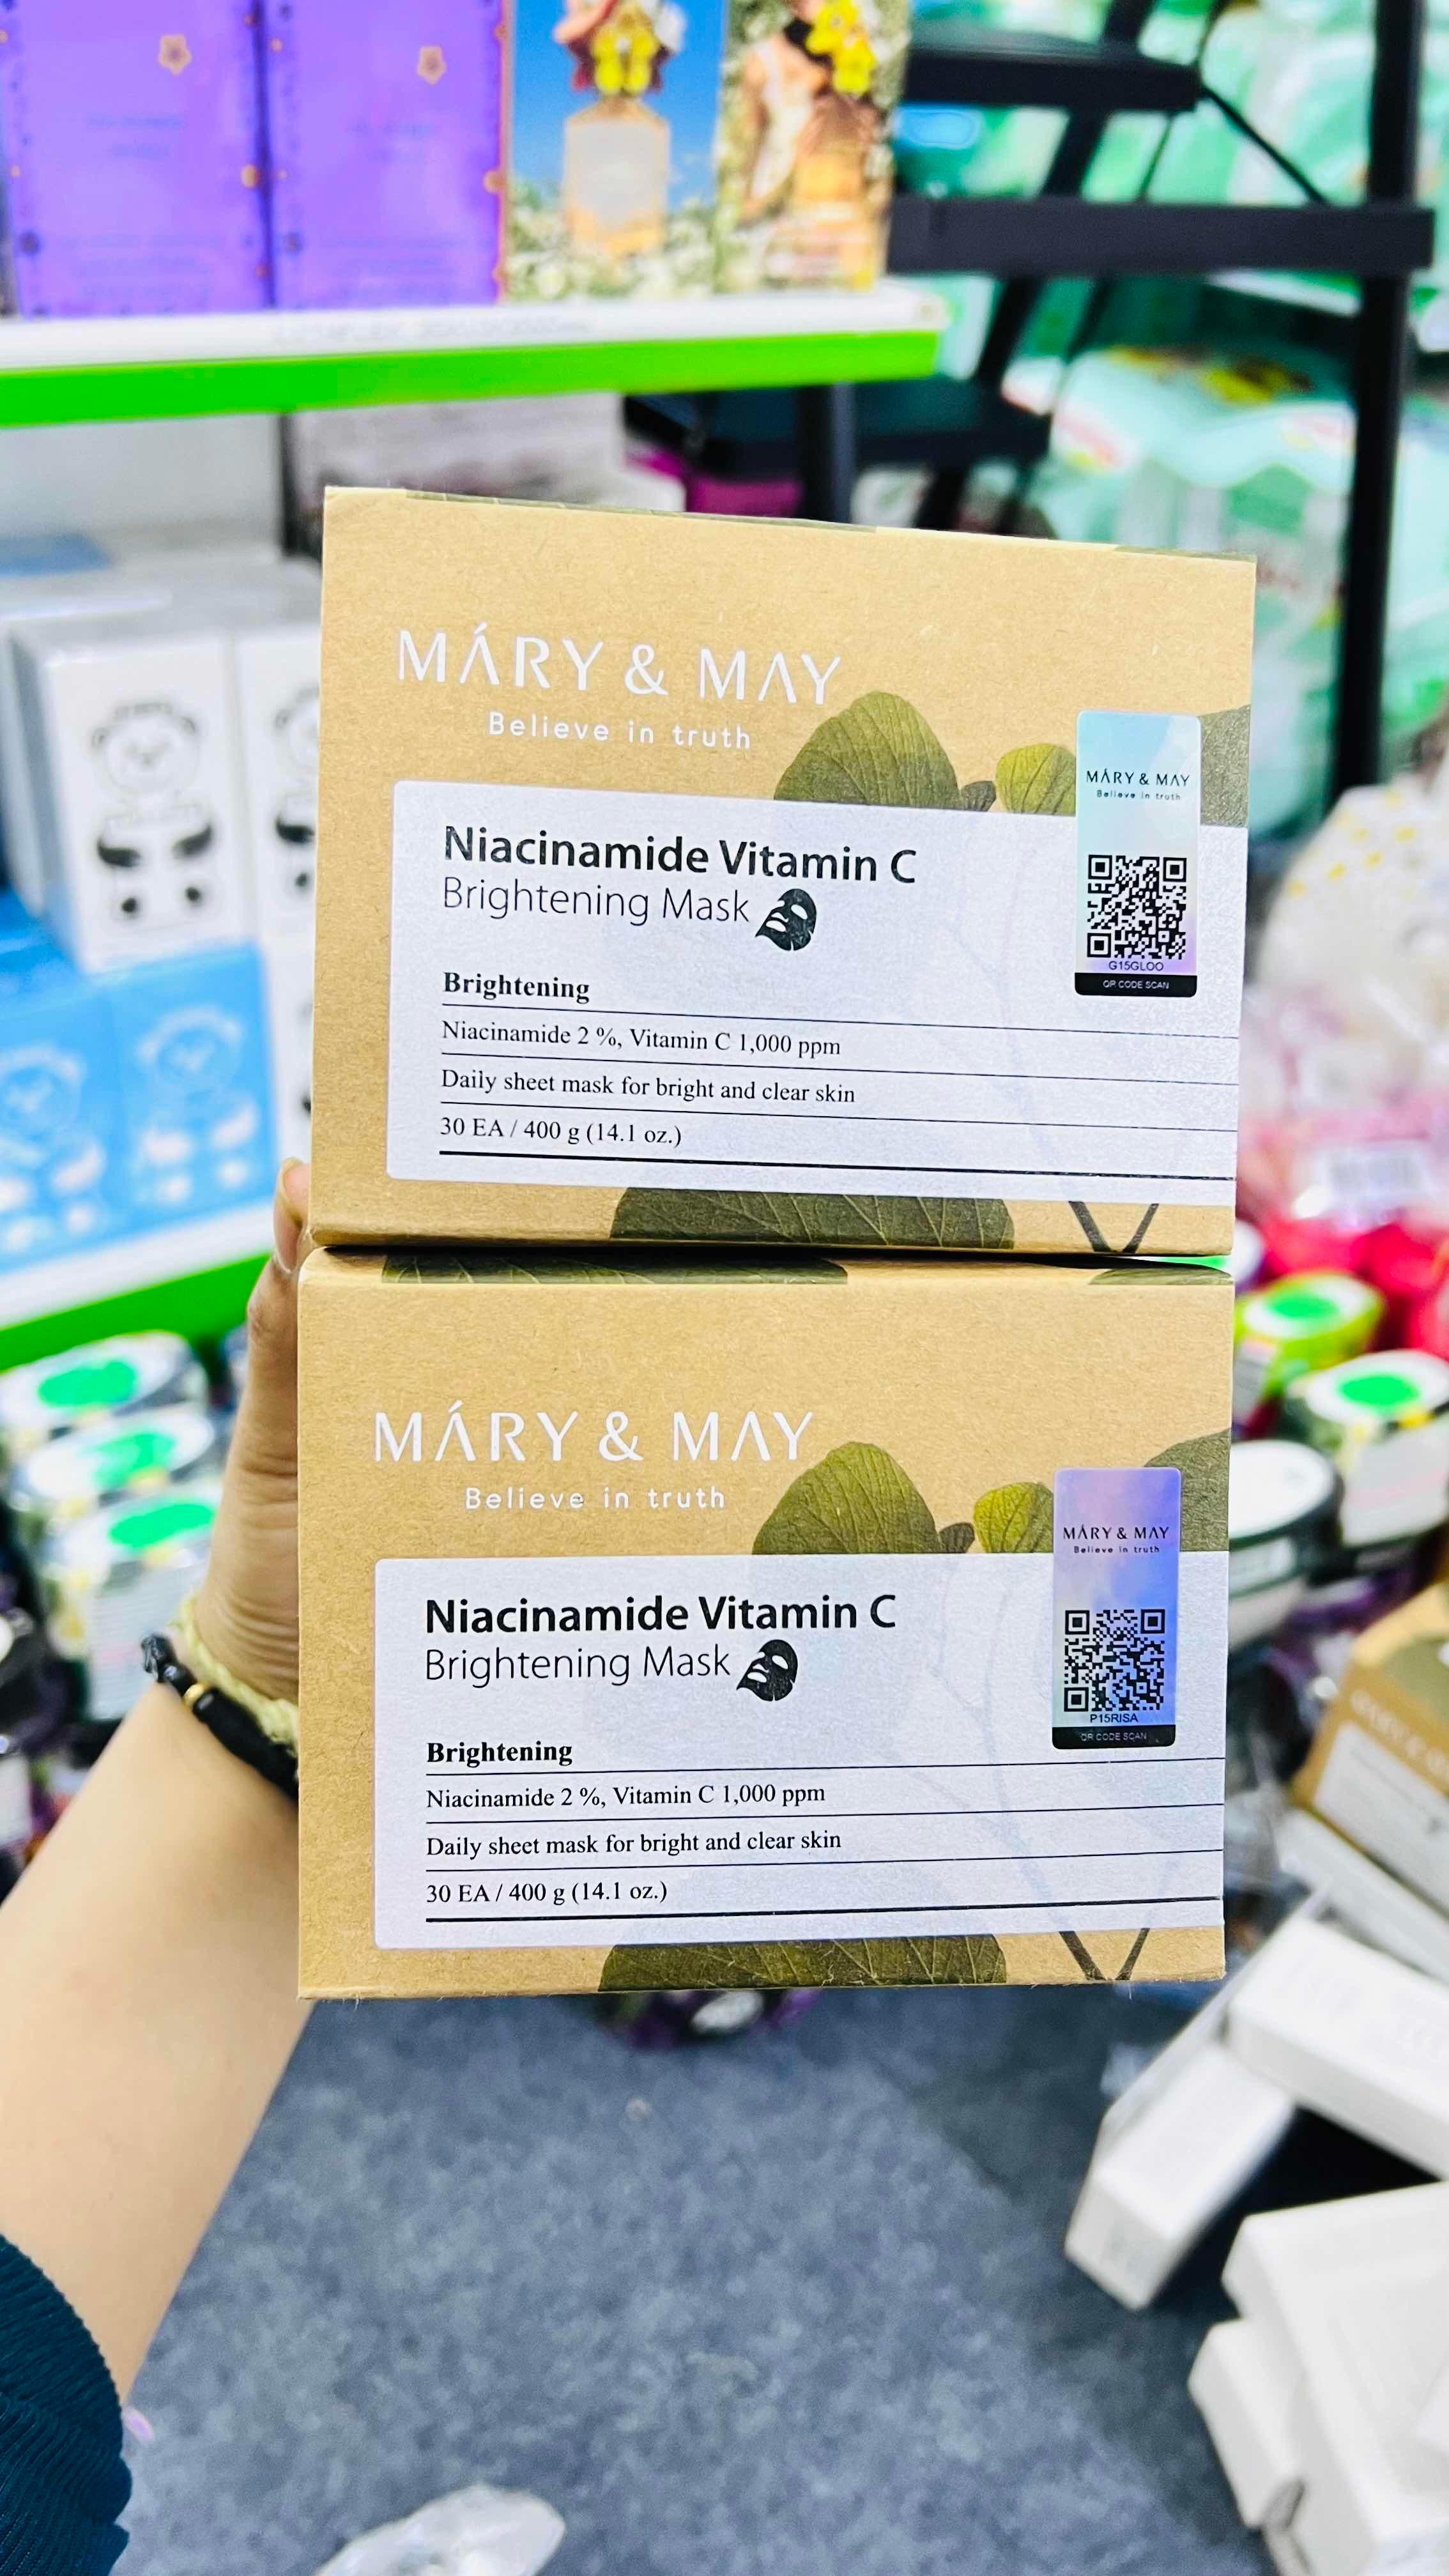 MÁRY & MAY
Believe in truth
MÁRY & MAY
Believe in truth
G15GLOO
QR CODE SCAN
Niacinamide Vitamin C
Brightening Mask
Brightening
Niacinamide 2 %, Vitamin C 1,000 ppm
Daily sheet mask for bright and clear skin
30 EA / 400 g (14.1 oz.)
MÁRY & MAY
Believe in truth
MÁRY & MAY
Believe in truth
P15RISA
QR CODE SCAN
Niacinamide Vitamin C
Brightening Mask
Brightening
Niacinamide 2 %, Vitamin C 1,000 ppm
Daily sheet mask for bright and clear skin
30 EA / 400 g (14.1 oz.)